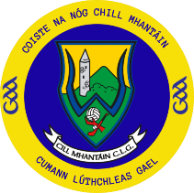 COISTE NA NÓG CHILL MHANTÁIN
CILL MHANTÁIN C.L.G.
CUMANN LÚTHCHLEAS GAEL